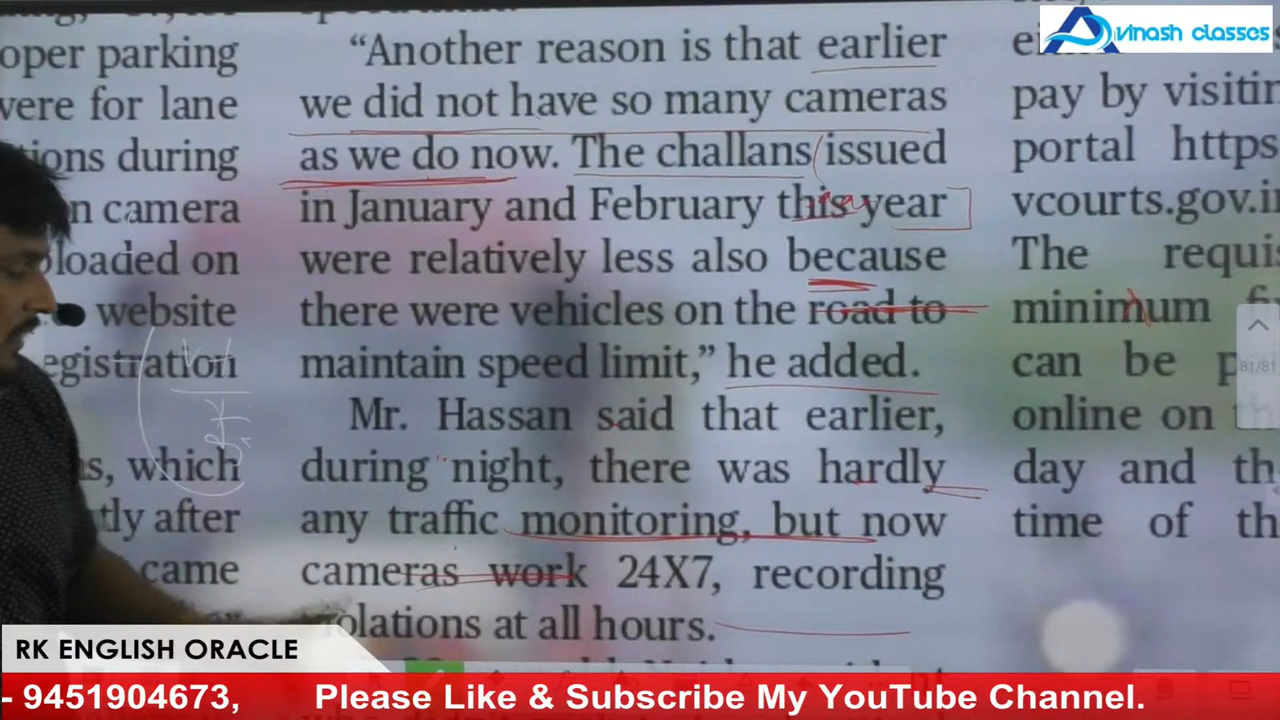 oper parking
were for lane
tions during
n camera
loaded on
website
egistration
which
tly after
came
"Another reason is that earlier
we did not have so many cameras
as we do now. The challans issued
in January and February this year
were relatively less also because
there were vehicles on the road to
maintain speed limit," he added.
Mr. Hassan said that earlier,
during night, there was hardly
any traffic monitoring, but now
cameras work 24X7, recording
olations at all hours.
pay by visitin
portal https
vcourts.gov.i
The requis
minimum
can be p
online on
day and th
time of th
Avinash classes
81/81
RK ENGLISH ORACLE
- 9451904673, Please Like & Subscribe My YouTube Channel.